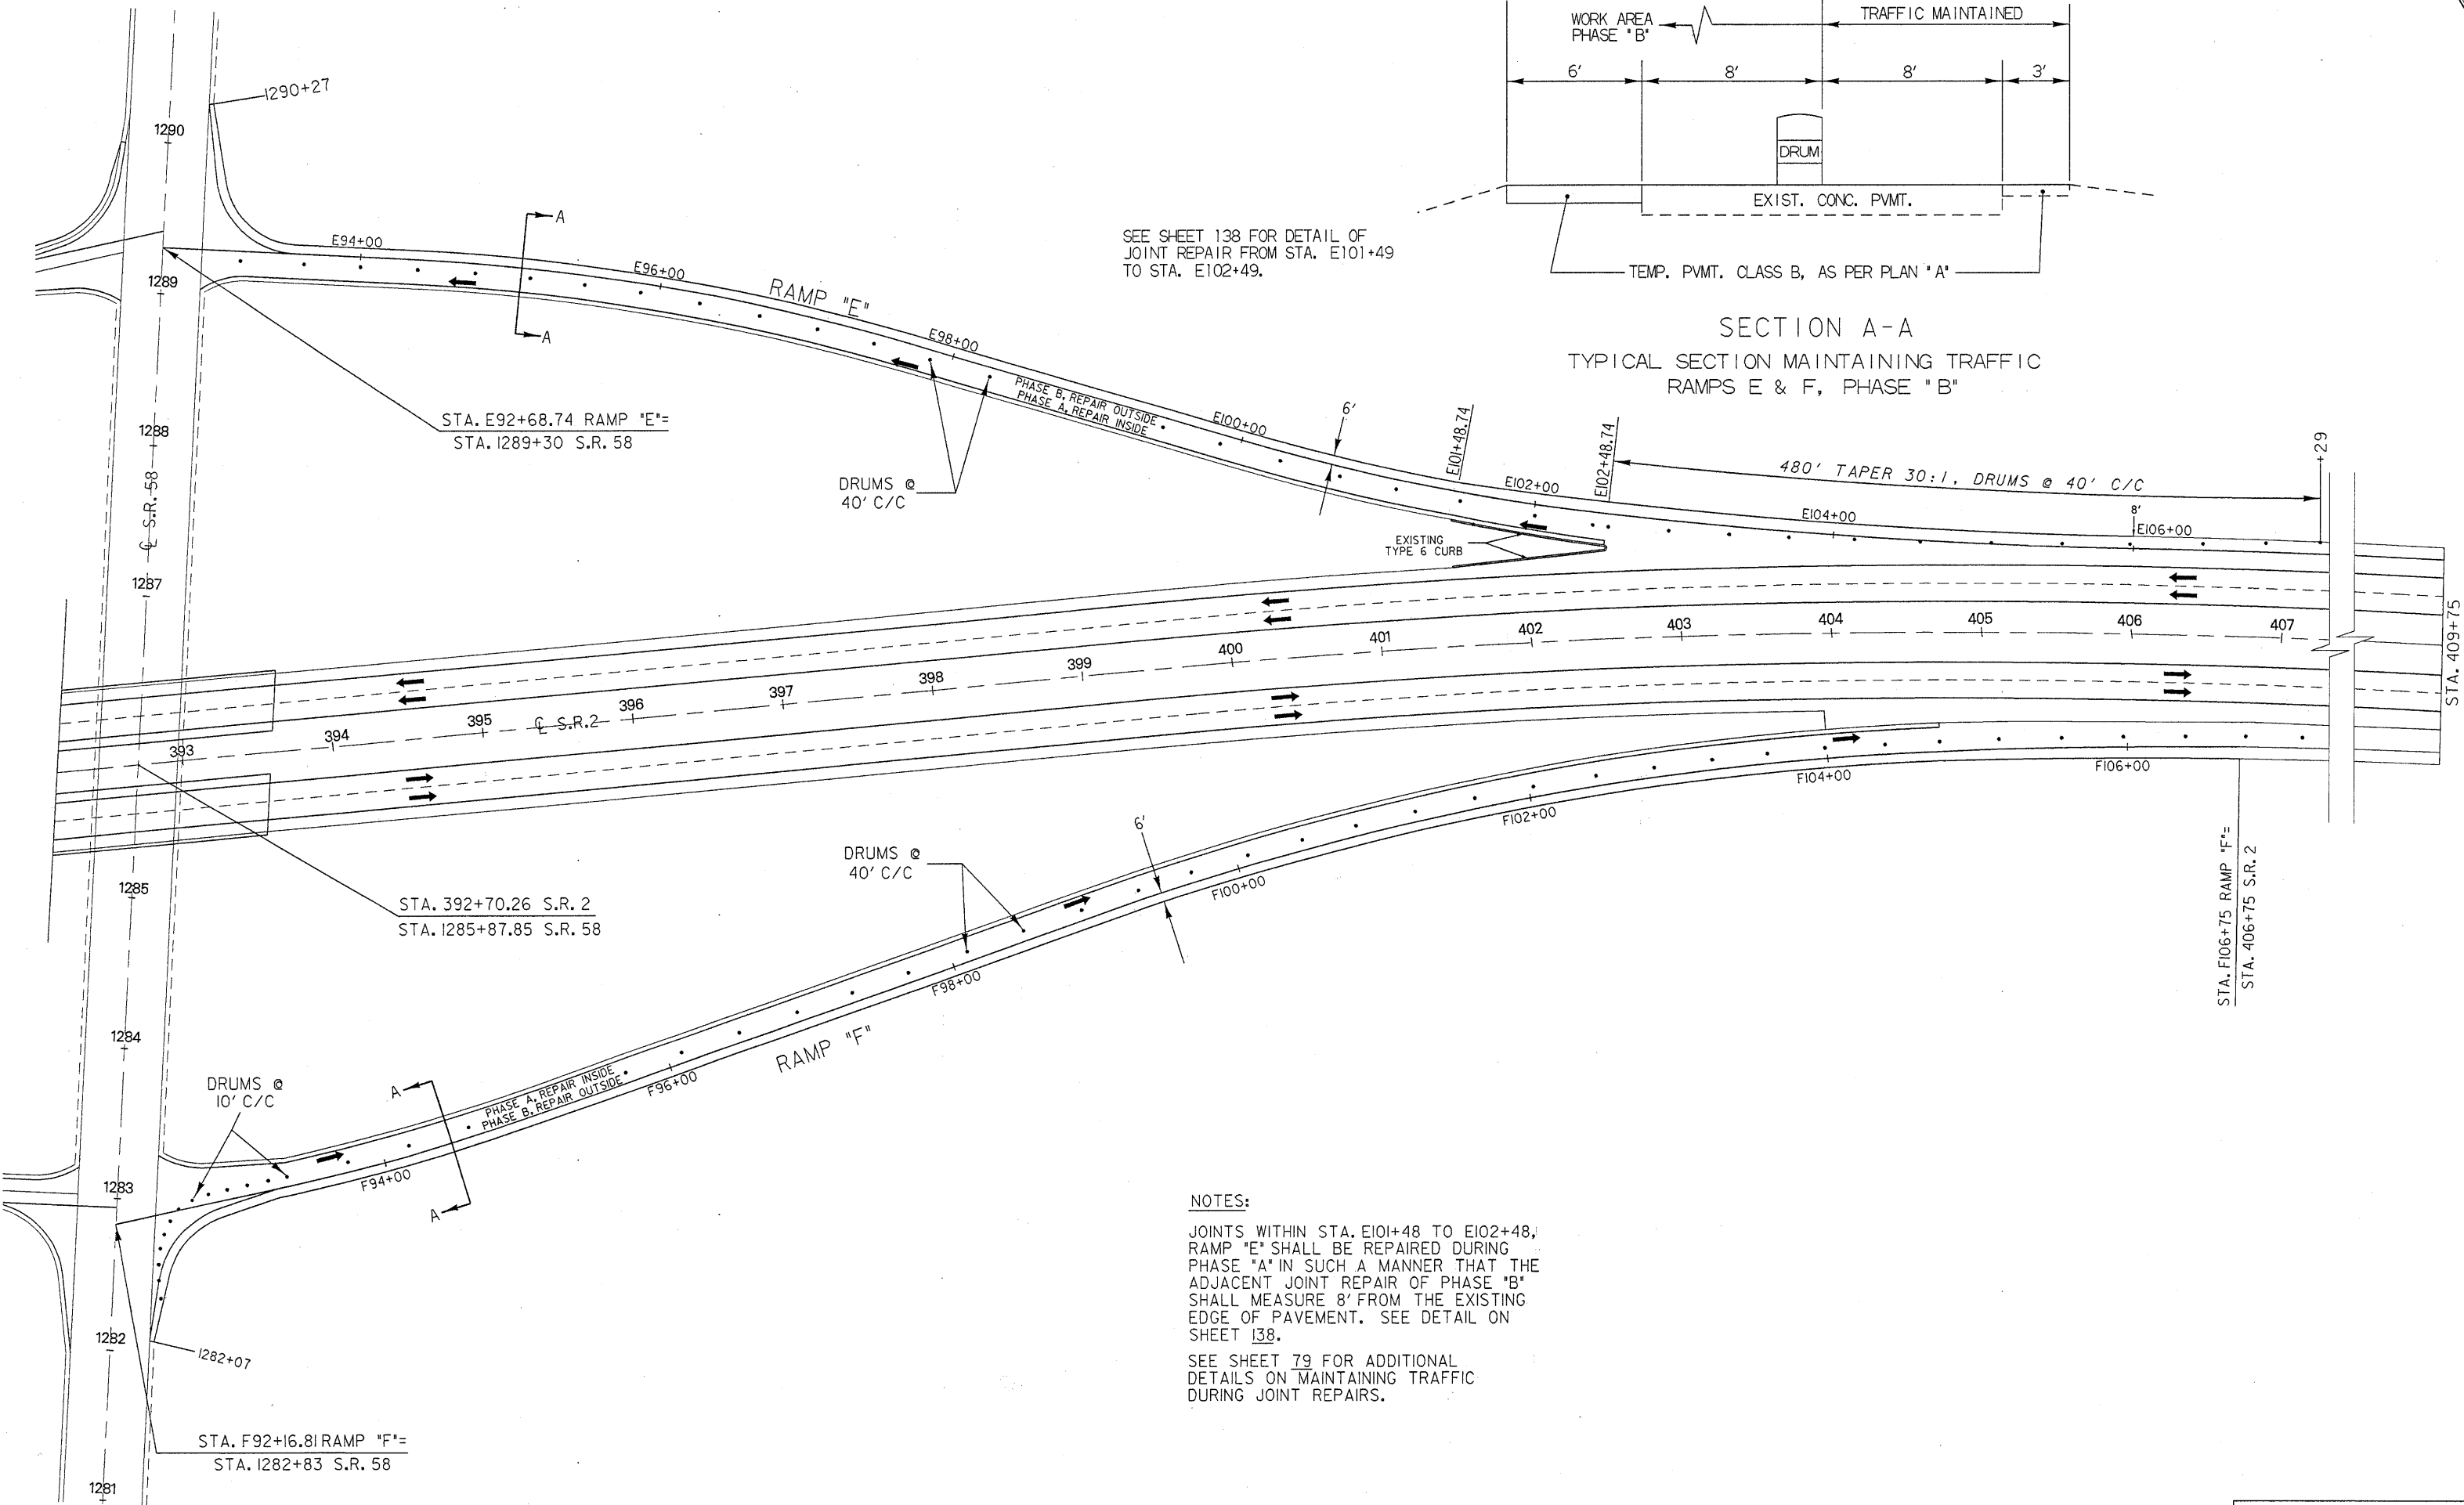 WORK AREA
PHASE "B"
TRAFFIC MAINTAINED
6'
8'
8'
3'
DRUM
EXIST. CONC. PVMT.
TEMP. PVMT. CLASS B, AS PER PLAN "A"
SECTION A-A
TYPICAL SECTION MAINTAINING TRAFFIC
RAMPS E & F, PHASE "B"
SEE SHEET 138 FOR DETAIL OF
JOINT REPAIR FROM STA. E101+49
TO STA. E102+49.
1290+27
1290
1289
1288
℄ S.R. 58
1287
1285
1284
1283
1282
1281
A
A
E94+00
E96+00
RAMP "E"
E98+00
E100+00
E102+00
E104+00
E106+00
8'
PHASE B, REPAIR OUTSIDE
PHASE A, REPAIR INSIDE
6'
E101+48.74
E102+48.74
480' TAPER 30:1, DRUMS @ 40' C/C
+29
STA. E92+68.74 RAMP "E"=
STA. 1289+30 S.R. 58
DRUMS @
40' C/C
EXISTING
TYPE 6 CURB
393
394
395
℄ S.R.2
396
397
398
399
400
401
402
403
404
405
406
407
STA. 409+75
STA. 392+70.26 S.R. 2
STA. 1285+87.85 S.R. 58
DRUMS @
40' C/C
6'
F94+00
F96+00
F98+00
F100+00
F102+00
F104+00
F106+00
RAMP "F"
STA. F106+75 RAMP "F"=
STA. 406+75 S.R. 2
PHASE A, REPAIR INSIDE
PHASE B, REPAIR OUTSIDE
A
A
DRUMS @
10' C/C
1282+07
STA. F92+16.81 RAMP "F"=
STA. 1282+83 S.R. 58
NOTES:
JOINTS WITHIN STA. E101+48 TO E102+48,
RAMP "E" SHALL BE REPAIRED DURING
PHASE "A" IN SUCH A MANNER THAT THE
ADJACENT JOINT REPAIR OF PHASE "B"
SHALL MEASURE 8' FROM THE EXISTING
EDGE OF PAVEMENT. SEE DETAIL ON
SHEET 138.
SEE SHEET 79 FOR ADDITIONAL
DETAILS ON MAINTAINING TRAFFIC
DURING JOINT REPAIRS.